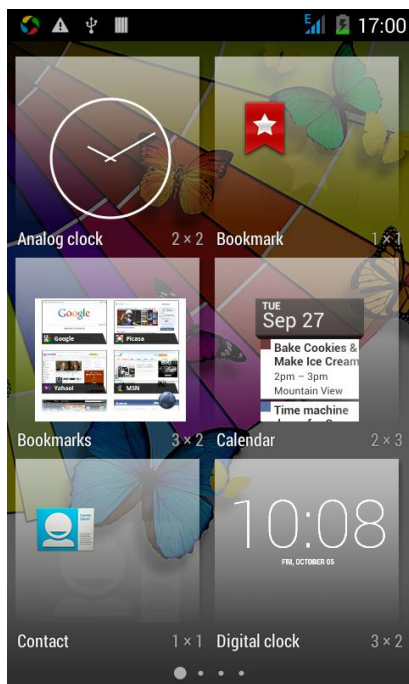 E
17:00
Analog clock 2 × 2
Bookmark 1 × 1
Google
Google
Picasa
Yahoo!
MSN
Bookmarks 3 × 2
TUE
Sep 27
Bake Cookies &
Make Ice Cream
2pm – 3pm
Mountain View
Time machine
Calendar 2 × 3
Contact 1 × 1
10:08
FRI, OCTOBER 05
Digital clock 3 × 2